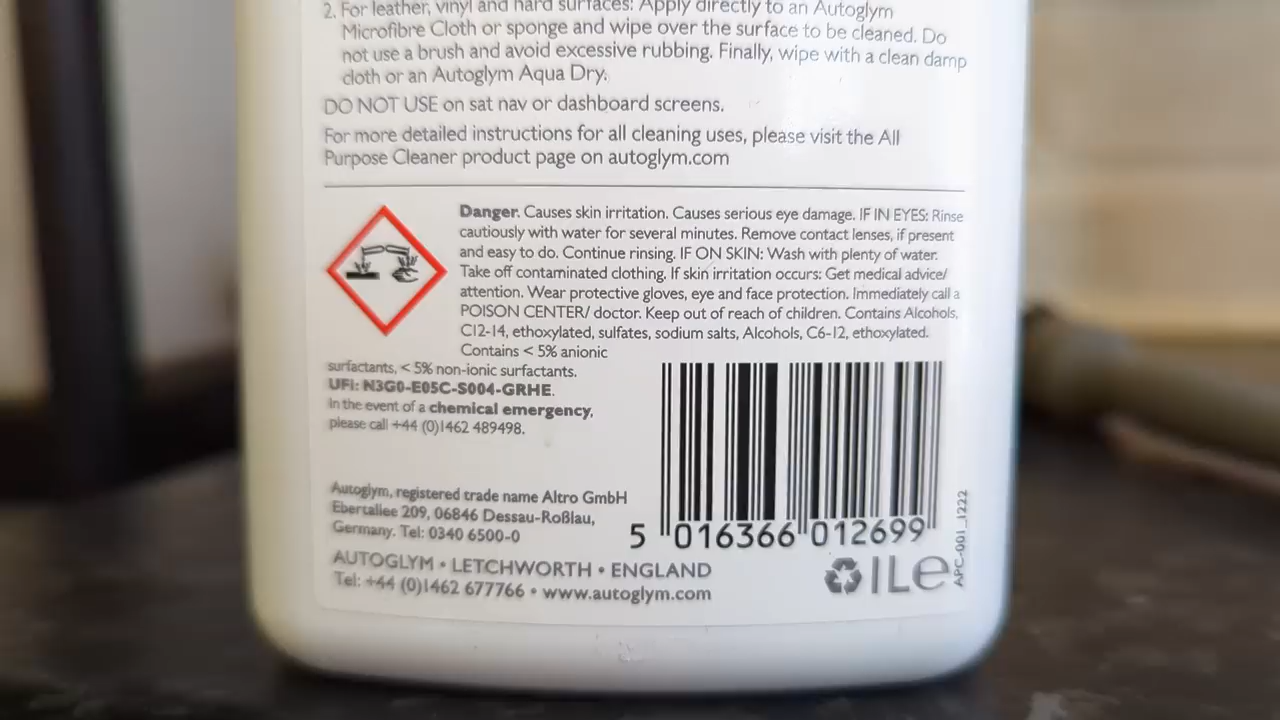 2. For leather, vinyl and hard surfaces: Apply directly to an Autoglym
Microfibre Cloth or sponge and wipe over the surface to be cleaned. Do
not use a brush and avoid excessive rubbing. Finally, wipe with a clean damp
cloth or an Autoglym Aqua Dry.
DO NOT USE on sat nav or dashboard screens.
For more detailed instructions for all cleaning uses, please visit the All
Purpose Cleaner product page on autoglym.com
Danger. Causes skin irritation. Causes serious eye damage. IF IN EYES: Rinse
cautiously with water for several minutes. Remove contact lenses, if present
and easy to do. Continue rinsing. IF ON SKIN: Wash with plenty of water.
Take off contaminated clothing. If skin irritation occurs: Get medical advice/
attention. Wear protective gloves, eye and face protection. Immediately call a
POISON CENTER/ doctor. Keep out of reach of children. Contains Alcohols,
C12-14, ethoxylated, sulfates, sodium salts, Alcohols, C6-12, ethoxylated.
Contains < 5% anionic
surfactants, < 5% non-ionic surfactants.
UFI: N3G0-E05C-S004-GRHE.
In the event of a chemical emergency,
please call +44 (0)1462 489498.
Autoglym, registered trade name Altro GmbH
Ebertallee 209, 06846 Dessau-Roßlau,
Germany. Tel: 0340 6500-0
AUTOGLYM • LETCHWORTH • ENGLAND
Tel: +44 (0)1462 677766 • www.autoglym.com
5 016366 012699
1L e
APC-001_1222